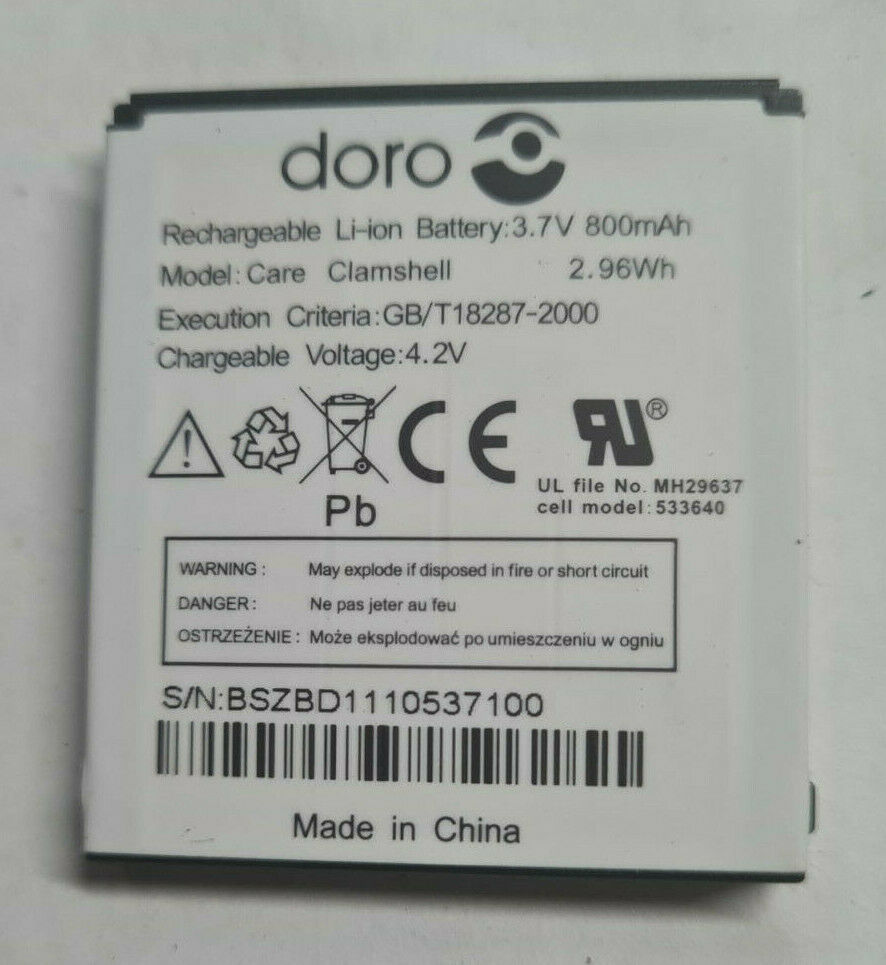 doro
Rechargeable Li-ion Battery:3.7V 800mAh
Model:Care Clamshell 2.96Wh
Execution Criteria:GB/T18287-2000
Chargeable Voltage:4.2V
CE RU®
UL file No. MH29637
cell model:533640
Pb
WARNING: May explode if disposed in fire or short circuit
DANGER: Ne pas jeter au feu
OSTRZEŻENIE: Może eksplodować po umieszczeniu w ogniu
S/N:BSZBD1110537100
Made in China